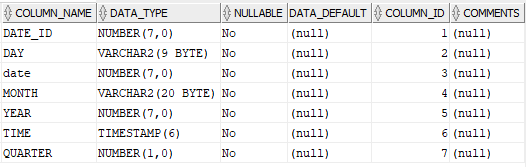 COLUMN_NAME DATA_TYPE NULLABLE DATA_DEFAULT COLUMN_ID COMMENTS
DATE_ID NUMBER(7,0) No (null) 1 (null)
DAY VARCHAR2(9 BYTE) No (null) 2 (null)
date NUMBER(7,0) No (null) 3 (null)
MONTH VARCHAR2(20 BYTE) No (null) 4 (null)
YEAR NUMBER(7,0) No (null) 5 (null)
TIME TIMESTAMP(6) No (null) 6 (null)
QUARTER NUMBER(1,0) No (null) 7 (null)